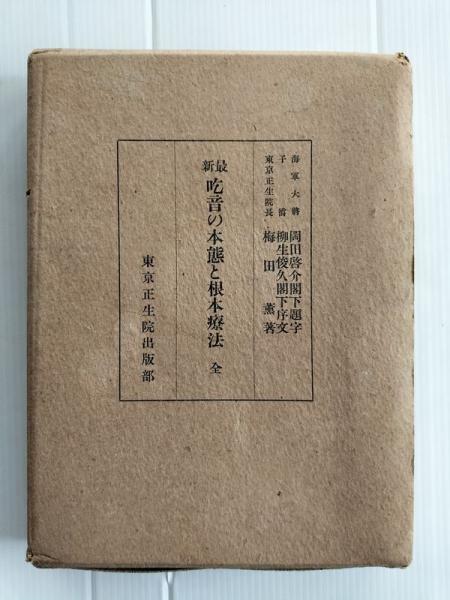 海軍大将 岡田啓介閣下題字
子爵 柳生俊久閣下序文
東京正生院長 梅田薫著
最新 吃音の本態と根本療法 全
東京正生院出版部